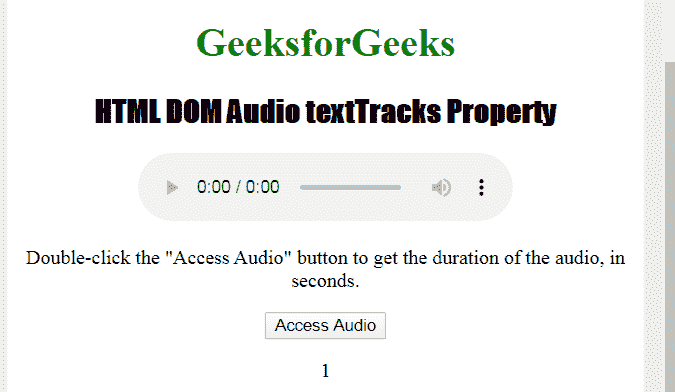 GeeksforGeeks
HTML DOM Audio textTracks Property
0:00 / 0:00
Double-click the "Access Audio" button to get the duration of the audio, in
seconds.
Access Audio
1